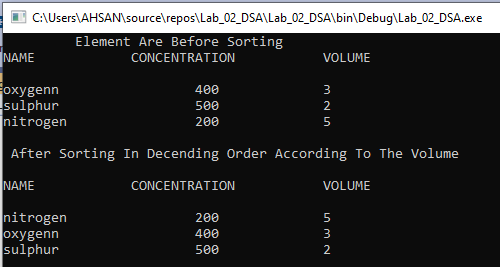 C:\Users\AHSAN\source\repos\Lab_02_DSA\Lab_02_DSA\bin\Debug\Lab_02_DSA.exe
Element Are Before Sorting
NAME CONCENTRATION VOLUME
oxygenn 400 3
sulphur 500 2
nitrogen 200 5
After Sorting In Decending Order According To The Volume
NAME CONCENTRATION VOLUME
nitrogen 200 5
oxygenn 400 3
sulphur 500 2